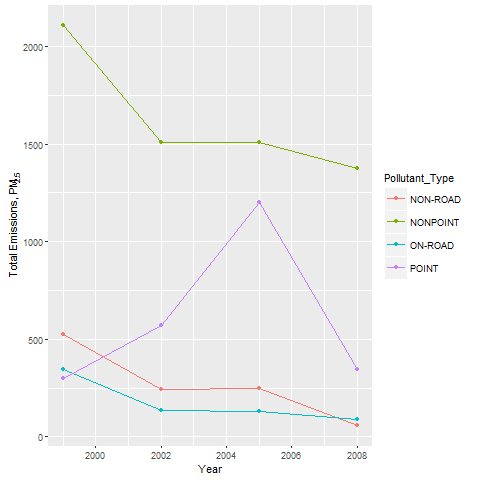 2000
1500
1000
500
0
Total Emissions, PM2.5
2000 2002 2004 2006 2008
Year
Pollutant_Type
NON-ROAD
NONPOINT
ON-ROAD
POINT